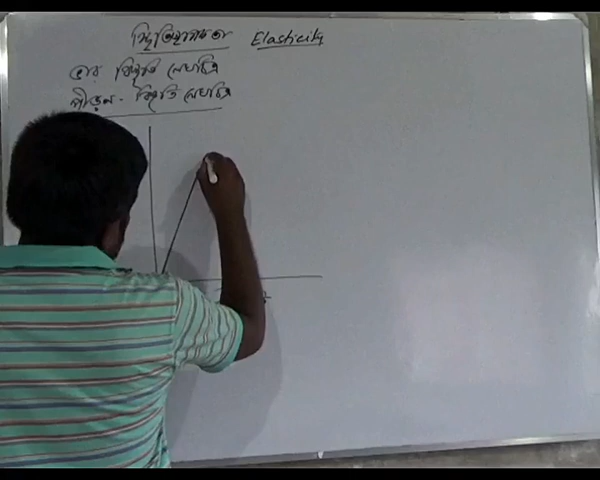 স্থিতিস্থাপকতা Elasticity
ভার বিকৃতি লেখচিত্র
পীড়ন - বিকৃতি লেখচিত্র